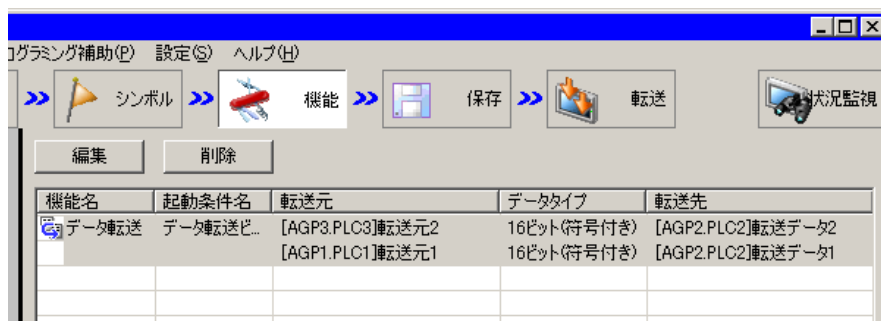 ログラミング補助(P) 設定(S) ヘルプ(H)
シンボル 機能 保存 転送 状況監視
編集 削除
機能名 起動条件名 転送元 データタイプ 転送先
データ転送 データ転送ビ... [AGP3.PLC3]転送元2 16ビット(符号付き) [AGP2.PLC2]転送データ2
[AGP1.PLC1]転送元1 16ビット(符号付き) [AGP2.PLC2]転送データ1